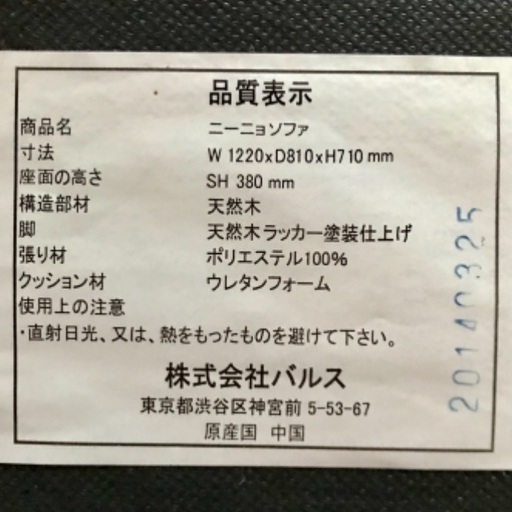 品質表示
商品名 ニーニョソファ
寸法 W 1220xD810xH710 mm
座面の高さ SH 380 mm
構造部材 天然木
脚 天然木ラッカー塗装仕上げ
張り材 ポリエステル100%
クッション材 ウレタンフォーム
使用上の注意
・直射日光、又は、熱をもったものを避けて下さい。
株式会社バルス
東京都渋谷区神宮前 5-53-67
原産国 中国
20140325